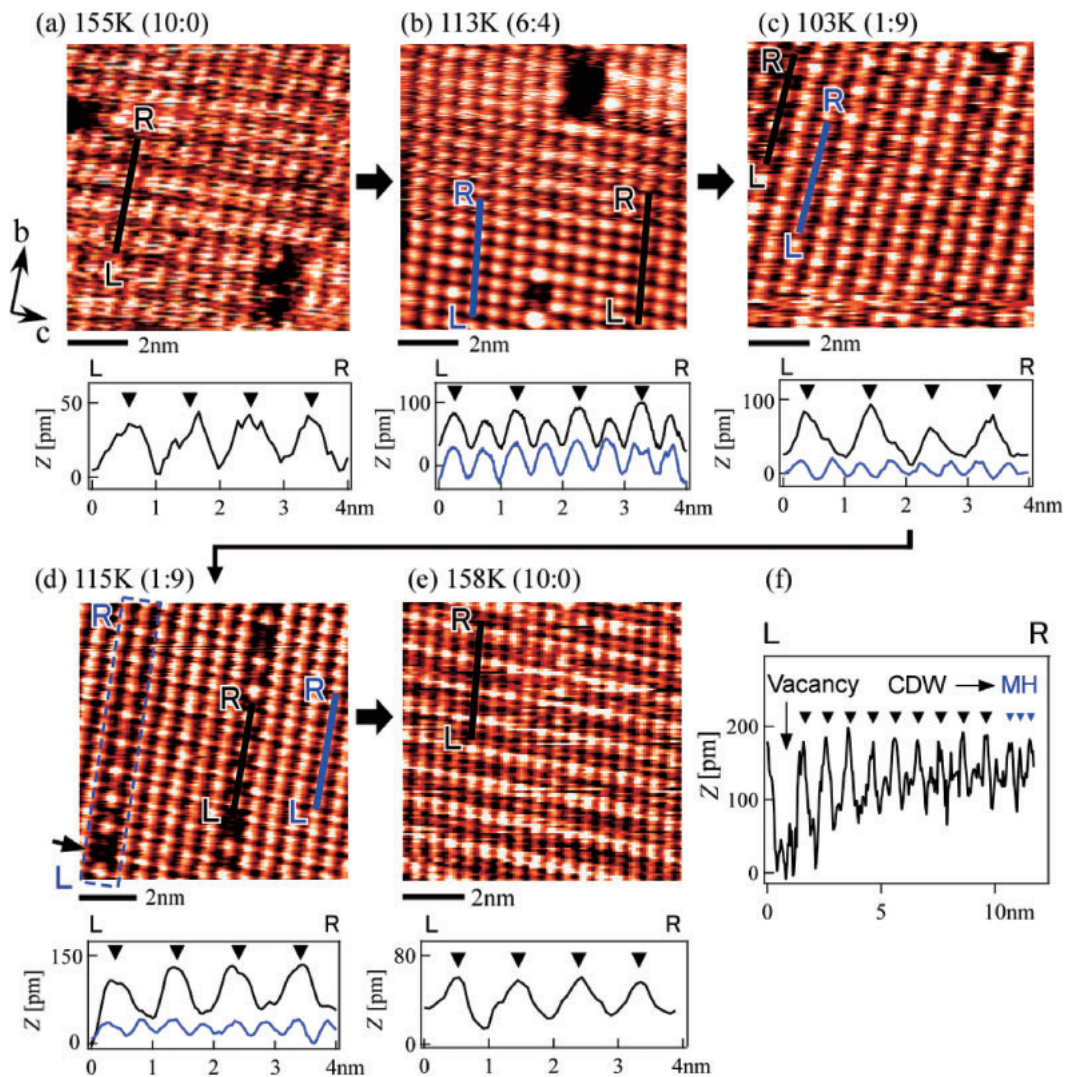 (a) 155K (10:0)
(b) 113K (6:4)
(c) 103K (1:9)
R
L
R
R
L
L
R
R
L
L
b
c
2nm
2nm
2nm
L R
L R
L R
Z [pm]
50
0
0 1 2 3 4nm
Z [pm]
100
0
0 1 2 3 4nm
Z [pm]
100
0
0 1 2 3 4nm
(d) 115K (1:9)
(e) 158K (10:0)
(f)
R
L
R
L
R
L
R
L
2nm
2nm
L R
Vacancy CDW MH
Z [pm]
200
100
0
0 5 10nm
L R
L R
Z [pm]
150
0
0 1 2 3 4nm
Z [pm]
80
0
0 1 2 3 4nm